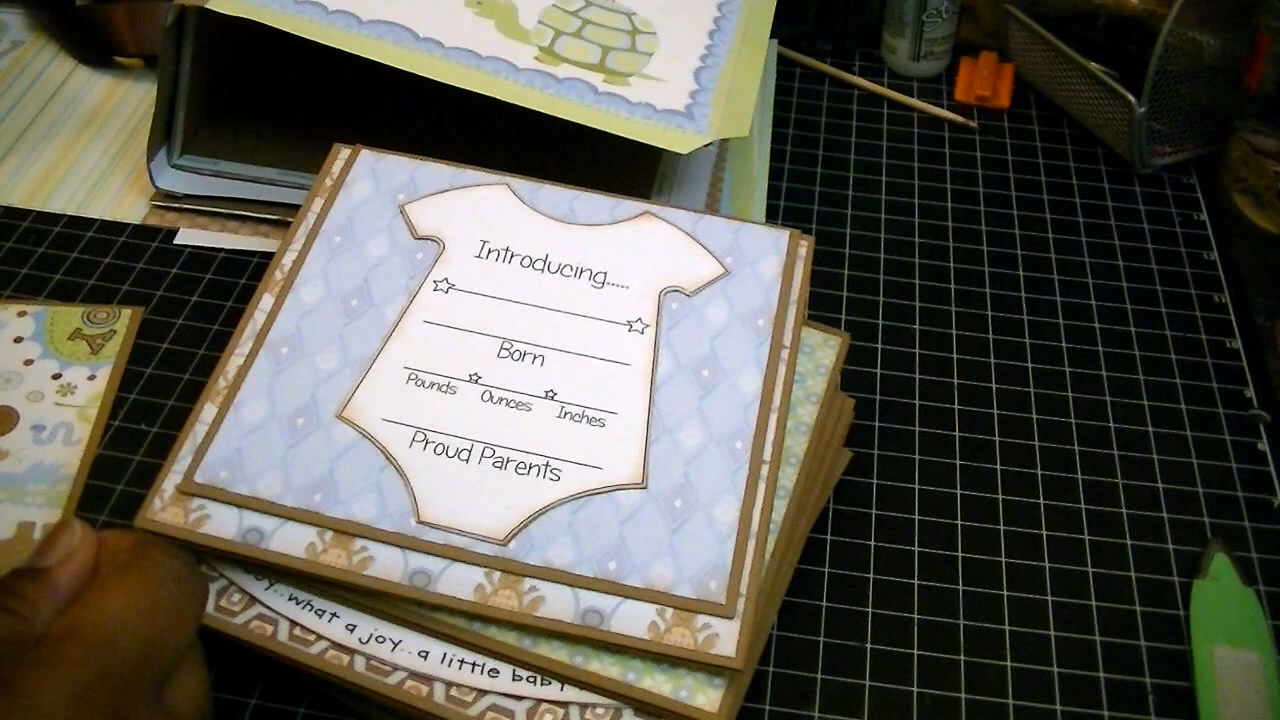 Introducing.....
Born
Pounds Ounces Inches
Proud Parents
what a joy..a little baby